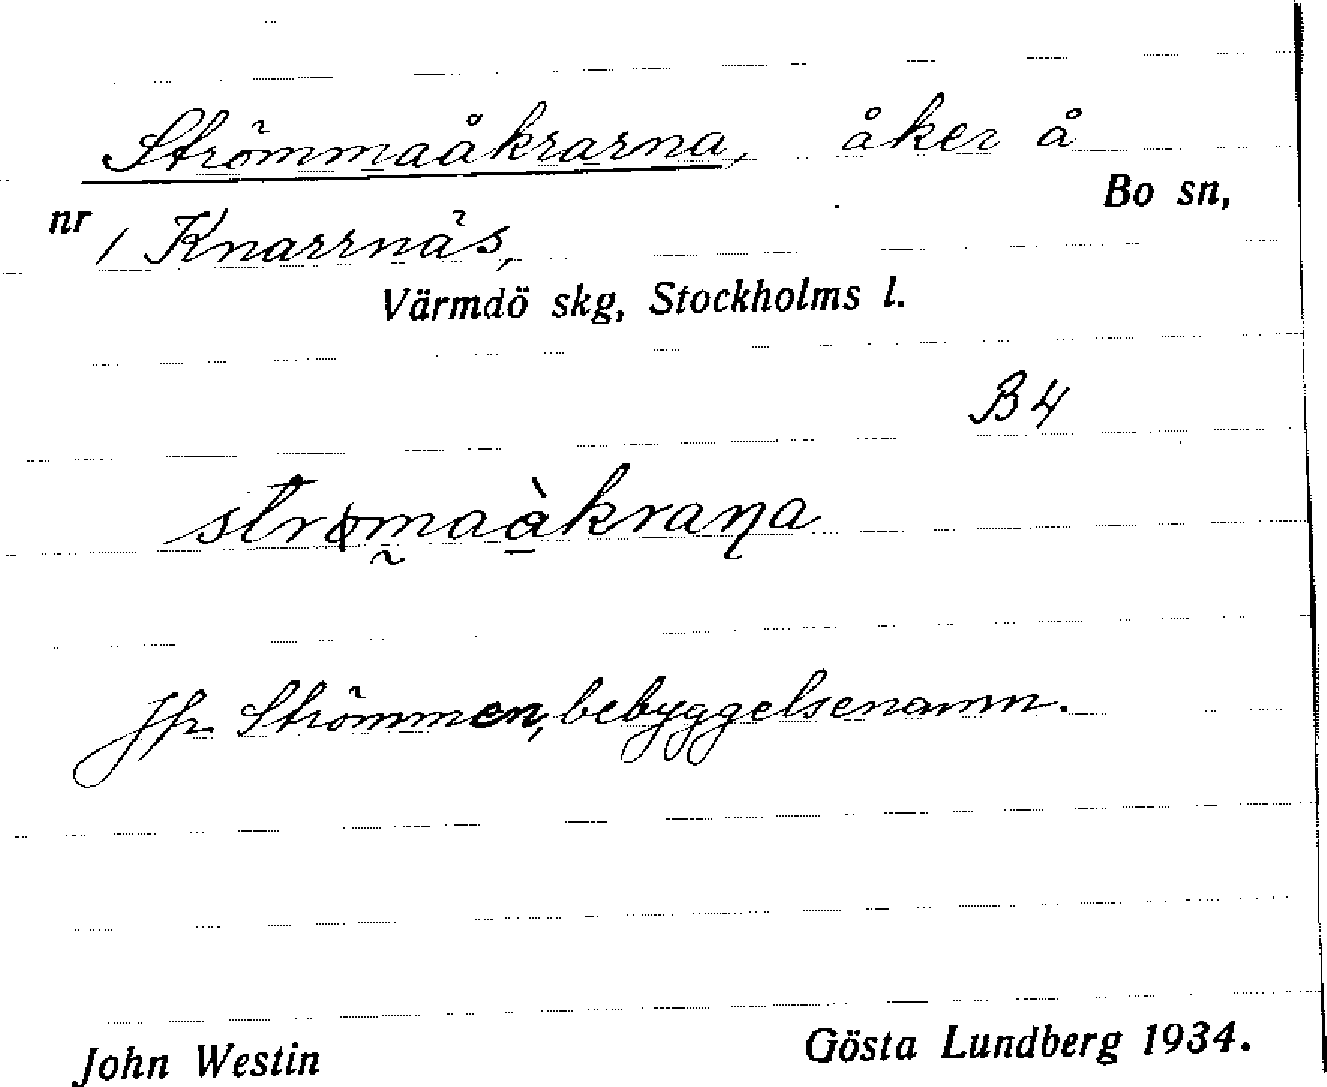 Strömmaåkrarna, åker å
Bo sn,
nr 1 Knarrnäs,
Värmdö skg, Stockholms l.
B4
strømaåkraɳa
Jfr Strömmen, bebyggelsenamn.
John Westin Gösta Lundberg 1934.